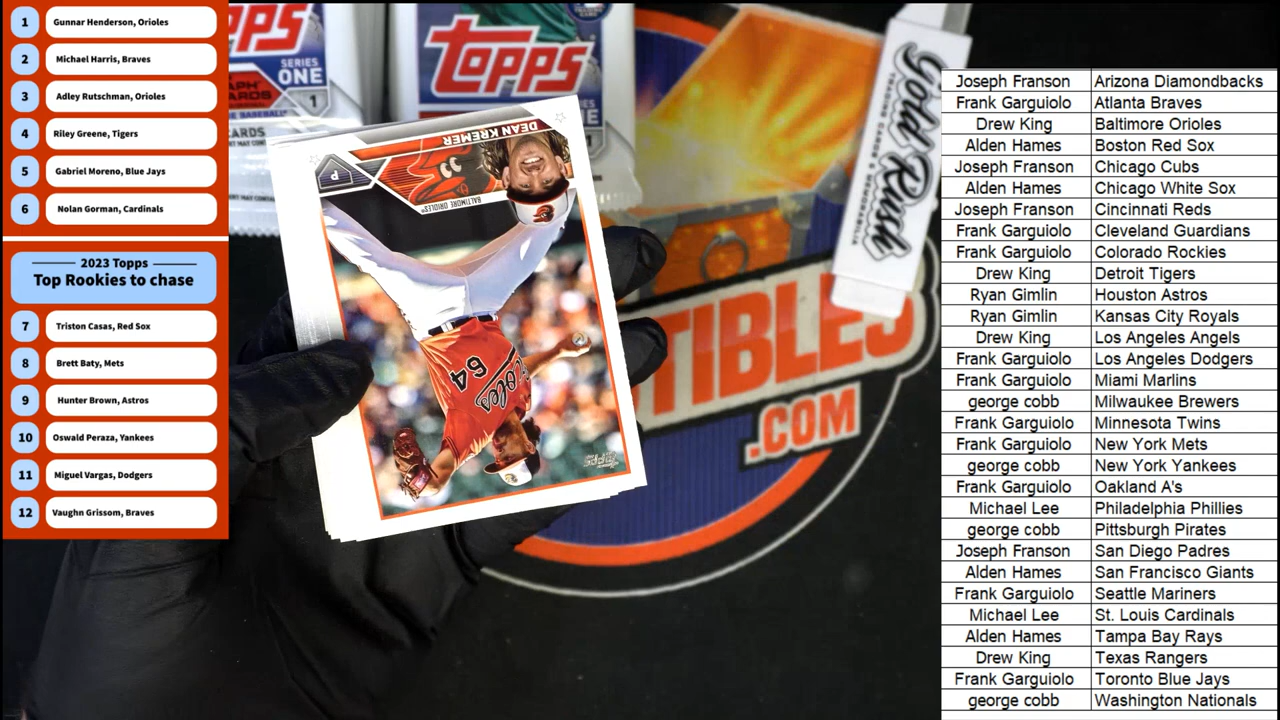 1 Gunnar Henderson, Orioles
2 Michael Harris, Braves
3 Adley Rutschman, Orioles
4 Riley Greene, Tigers
5 Gabriel Moreno, Blue Jays
6 Nolan Gorman, Cardinals
2023 Topps
Top Rookies to chase
7 Triston Casas, Red Sox
8 Brett Baty, Mets
9 Hunter Brown, Astros
10 Oswald Peraza, Yankees
11 Miguel Vargas, Dodgers
12 Vaughn Grissom, Braves
SERIES
ONE
1
CARDS
TOPPS
DEAN KREMER
P
BALTIMORE ORIOLES
64
TOPPS
Gold Rush
TIBLES
.COM
Joseph Franson Arizona Diamondbacks
Frank Garguiolo Atlanta Braves
Drew King Baltimore Orioles
Alden Hames Boston Red Sox
Joseph Franson Chicago Cubs
Alden Hames Chicago White Sox
Joseph Franson Cincinnati Reds
Frank Garguiolo Cleveland Guardians
Frank Garguiolo Colorado Rockies
Drew King Detroit Tigers
Ryan Gimlin Houston Astros
Ryan Gimlin Kansas City Royals
Drew King Los Angeles Angels
Frank Garguiolo Los Angeles Dodgers
Frank Garguiolo Miami Marlins
george cobb Milwaukee Brewers
Frank Garguiolo Minnesota Twins
Frank Garguiolo New York Mets
george cobb New York Yankees
Frank Garguiolo Oakland A's
Michael Lee Philadelphia Phillies
george cobb Pittsburgh Pirates
Joseph Franson San Diego Padres
Alden Hames San Francisco Giants
Frank Garguiolo Seattle Mariners
Michael Lee St. Louis Cardinals
Alden Hames Tampa Bay Rays
Drew King Texas Rangers
Frank Garguiolo Toronto Blue Jays
george cobb Washington Nationals